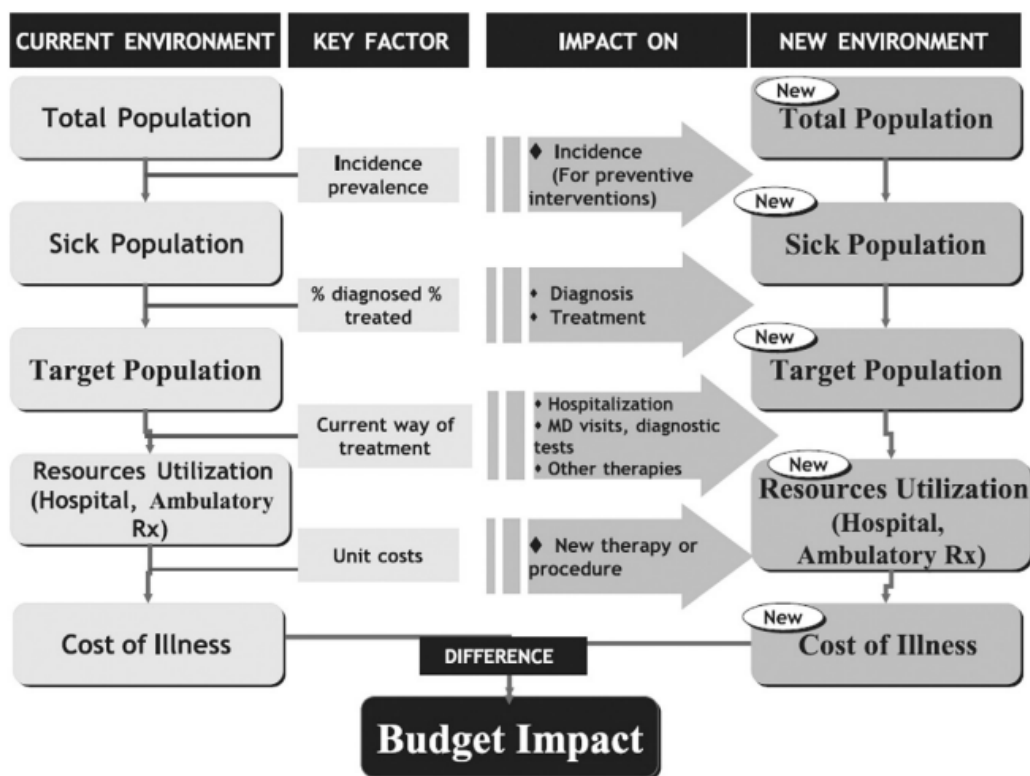 CURRENT ENVIRONMENT
KEY FACTOR
IMPACT ON
NEW ENVIRONMENT
Total Population
Incidence
prevalence
Sick Population
% diagnosed %
treated
Target Population
Current way of
treatment
Resources Utilization
(Hospital, Ambulatory
Rx)
Unit costs
Cost of Illness
♦ Incidence
(For preventive
interventions)
♦ Diagnosis
♦ Treatment
♦ Hospitalization
♦ MD visits, diagnostic
tests
♦ Other therapies
♦ New therapy or
procedure
New
Total Population
New
Sick Population
New
Target Population
New
Resources Utilization
(Hospital,
Ambulatory Rx)
New
Cost of Illness
DIFFERENCE
Budget Impact